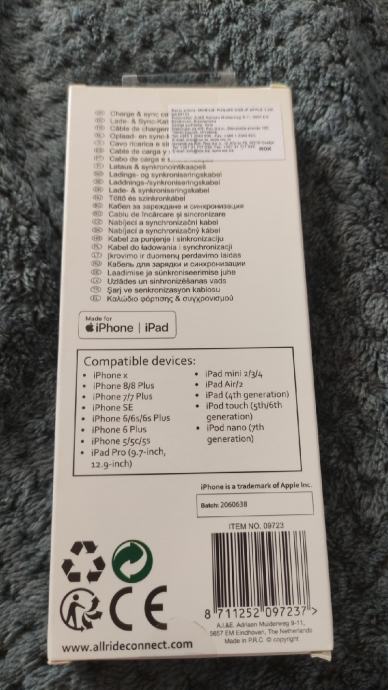 Charge & sync ca
Lade- & Sync-Kab
Câble de chargem
Oplaad- en sync-k
Cavo ricarica e si
Cable de carga y
Cabo de carga e
Lataus & synkronointikaapeli
Ladings- og synkroniseringskabel
Laddnings-/synkroniseringskabel
Lade- & synkroniseringskabel
Töltő és szinkronkábel
Кабел за зареждане и синхронизация
Cablu de încărcare și sincronizare
Nabíjecí a synchronizační kabel
Nabíjací a synchronizačný kábel
Kabel za punjenje i sinkronizaciju
Kabel do ładowania i synchronizacji
Įkrovimo ir duomenų perdavimo laidas
Кабель для зарядки и синхронизации
Laadimise ja sünkroniseerimise juhe
Uzlādes un sinhronizēšanas vads
Şarj ve senkronizasyon kablosu
Καλώδιο φόρτισης & συγχρονισμού
Made for
iPhone | iPad
Compatible devices:
• iPhone x
• iPhone 8/8 Plus
• iPhone 7/7 Plus
• iPhone SE
• iPhone 6/6s/6s Plus
• iPhone 6 Plus
• iPhone 5/5c/5s
• iPad Pro (9.7-inch,
12.9-inch)
• iPad mini 2/3/4
• iPad Air/2
• iPad (4th generation)
• iPod touch (5th/6th
generation)
• iPod nano (7th
generation)
iPhone is a trademark of Apple Inc.
Batch: 2060638
ITEM NO. 09723
8 711252 097237 >
A.I.&E. Adriaan Mulderweg 9-11,
5657 EM Eindhoven, The Netherlands
Made in P.R.C. © copyright
CE
www.allrideconnect.com